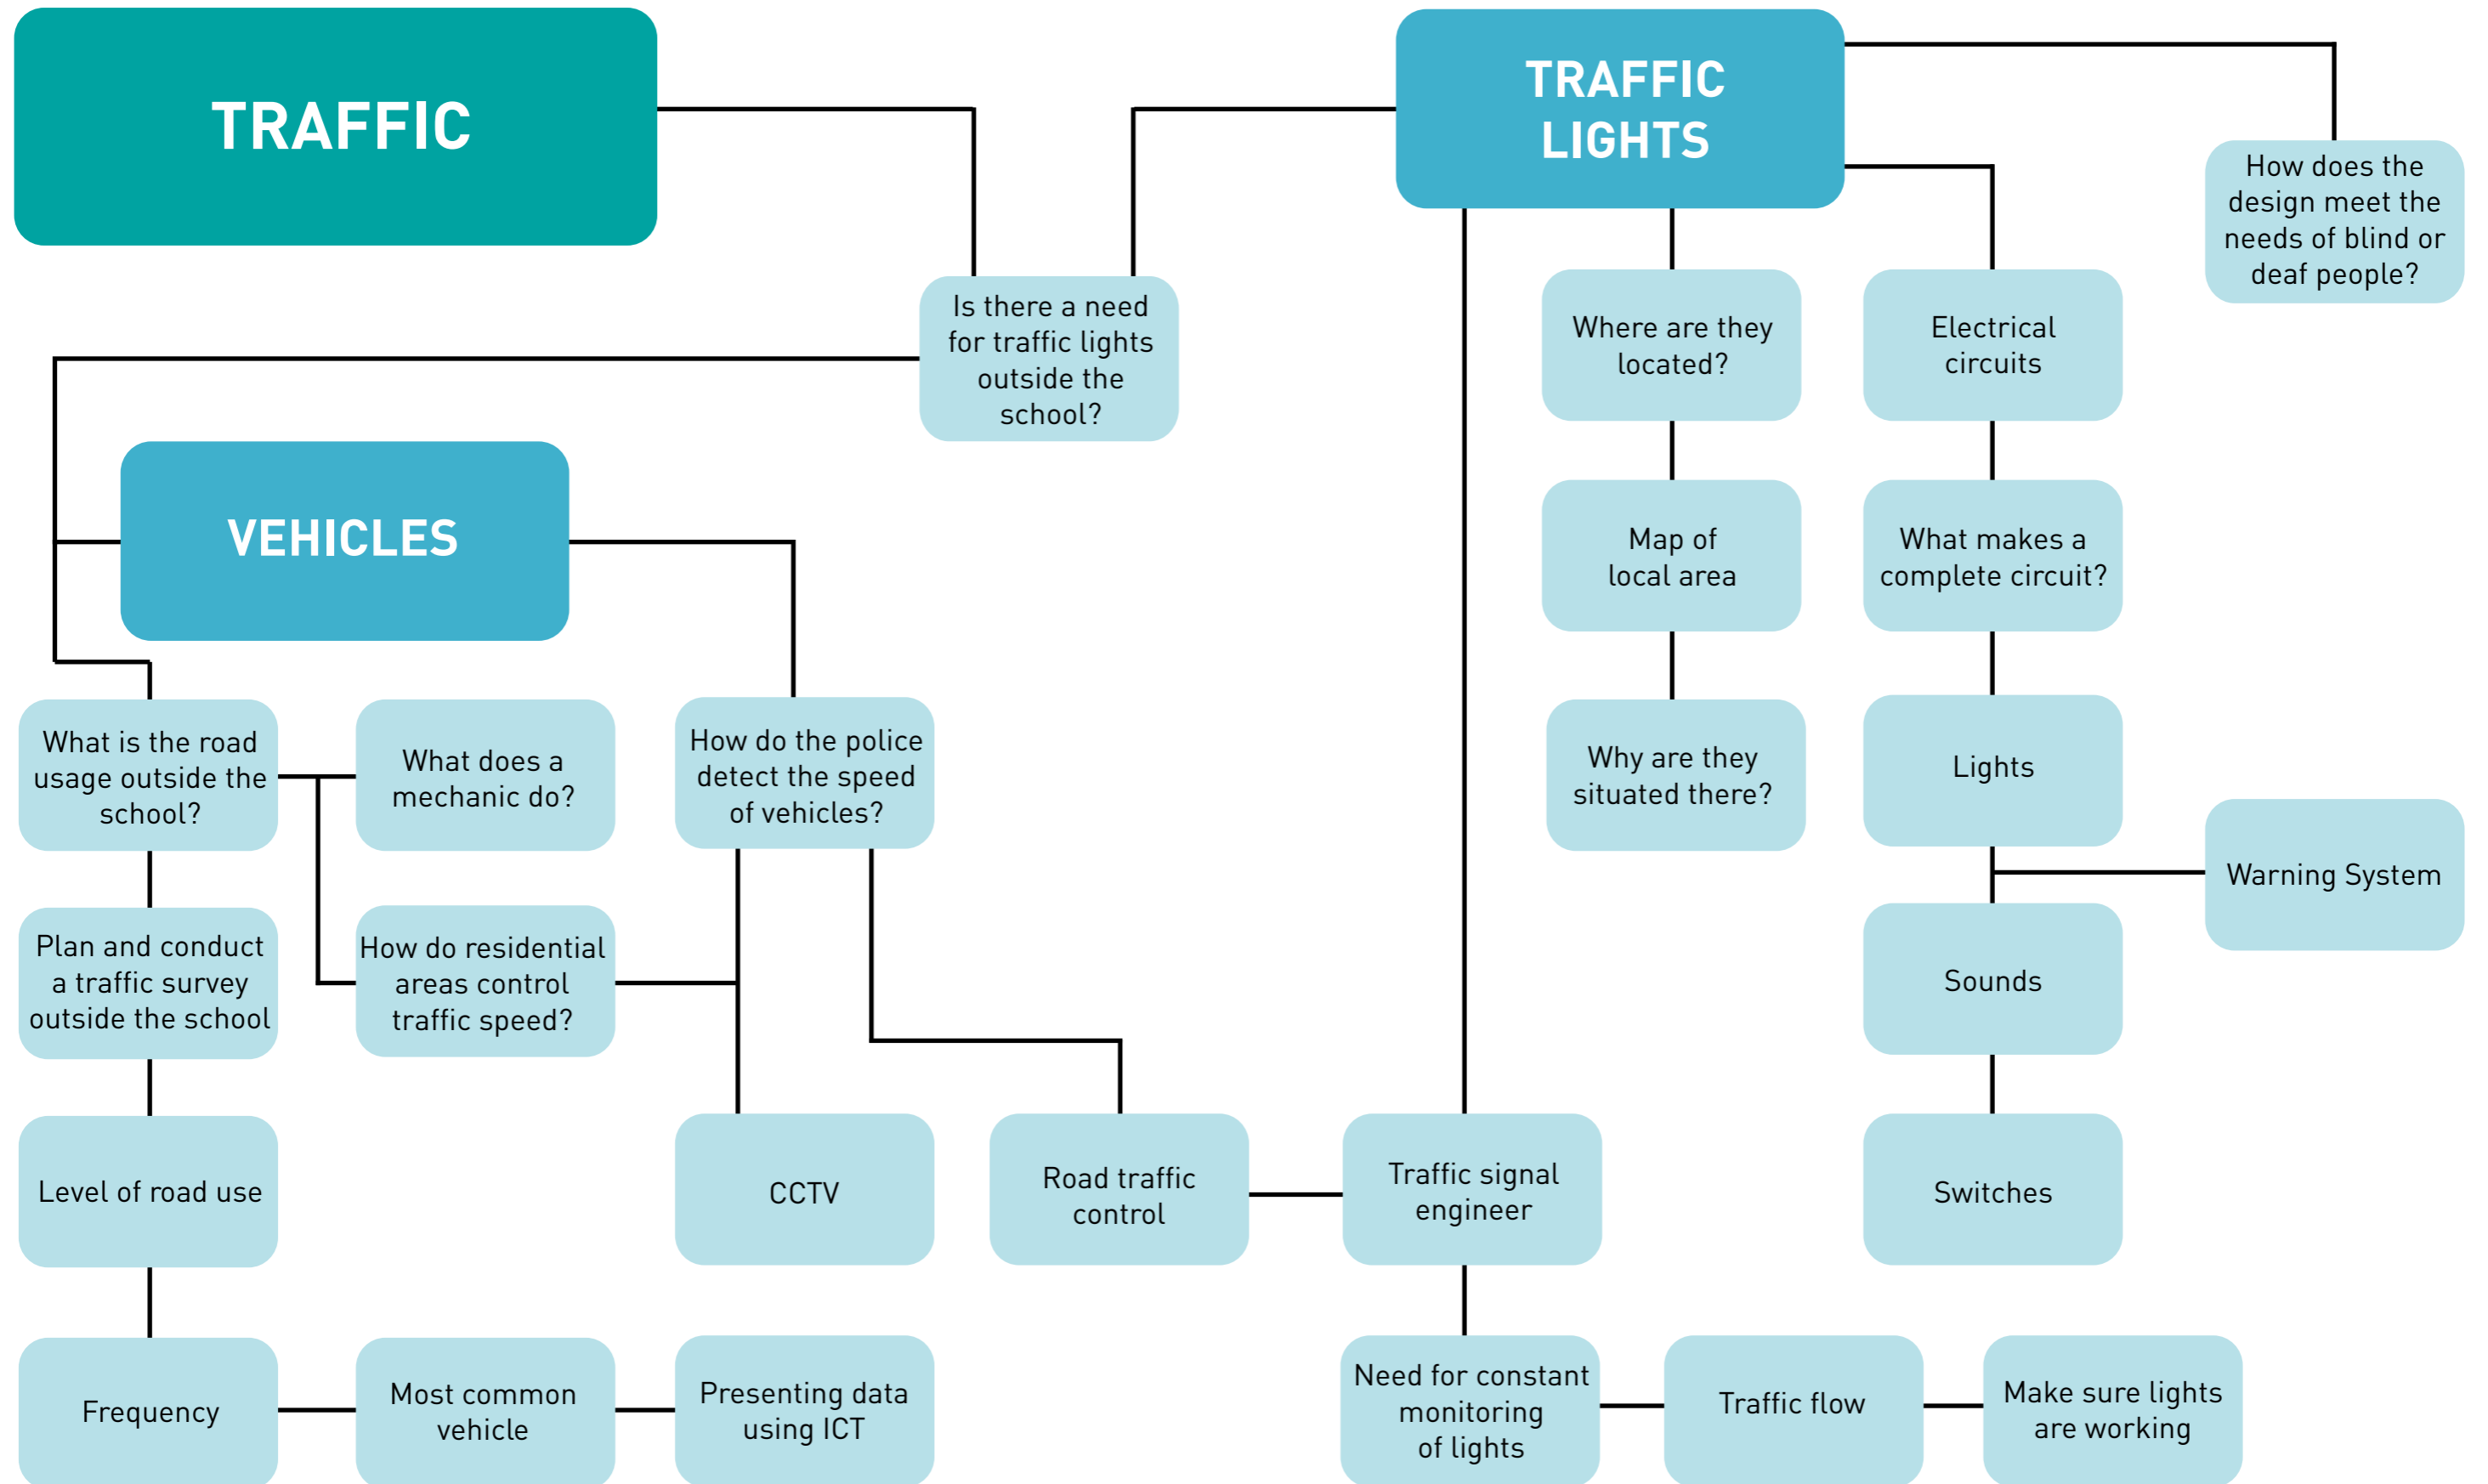 TRAFFIC
TRAFFIC
LIGHTS
How does the
design meet the
needs of blind or
deaf people?
Is there a need
for traffic lights
outside the
school?
Where are they
located?
Electrical
circuits
VEHICLES
Map of
local area
What makes a
complete circuit?
What is the road
usage outside the
school?
What does a
mechanic do?
How do the police
detect the speed
of vehicles?
Why are they
situated there?
Lights
Warning System
Plan and conduct
a traffic survey
outside the school
How do residential
areas control
traffic speed?
Sounds
Level of road use
CCTV
Road traffic
control
Traffic signal
engineer
Switches
Frequency
Most common
vehicle
Presenting data
using ICT
Need for constant
monitoring
of lights
Traffic flow
Make sure lights
are working